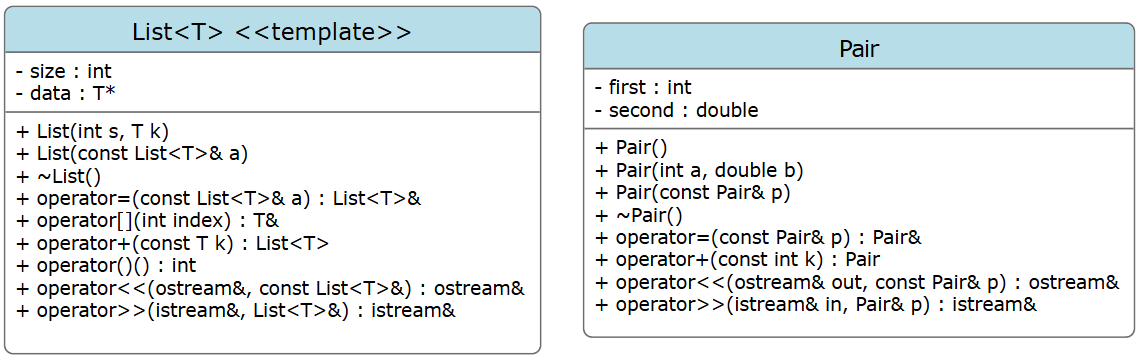 List<T> <<template>>
- size : int
- data : T*
+ List(int s, T k)
+ List(const List<T>& a)
+ ~List()
+ operator=(const List<T>& a) : List<T>&
+ operator[](int index) : T&
+ operator+(const T k) : List<T>
+ operator()() : int
+ operator<<(ostream&, const List<T>&) : ostream&
+ operator>>(istream&, List<T>&) : istream&
Pair
- first : int
- second : double
+ Pair()
+ Pair(int a, double b)
+ Pair(const Pair& p)
+ ~Pair()
+ operator=(const Pair& p) : Pair&
+ operator+(const int k) : Pair
+ operator<<(ostream& out, const Pair& p) : ostream&
+ operator>>(istream& in, Pair& p) : istream&